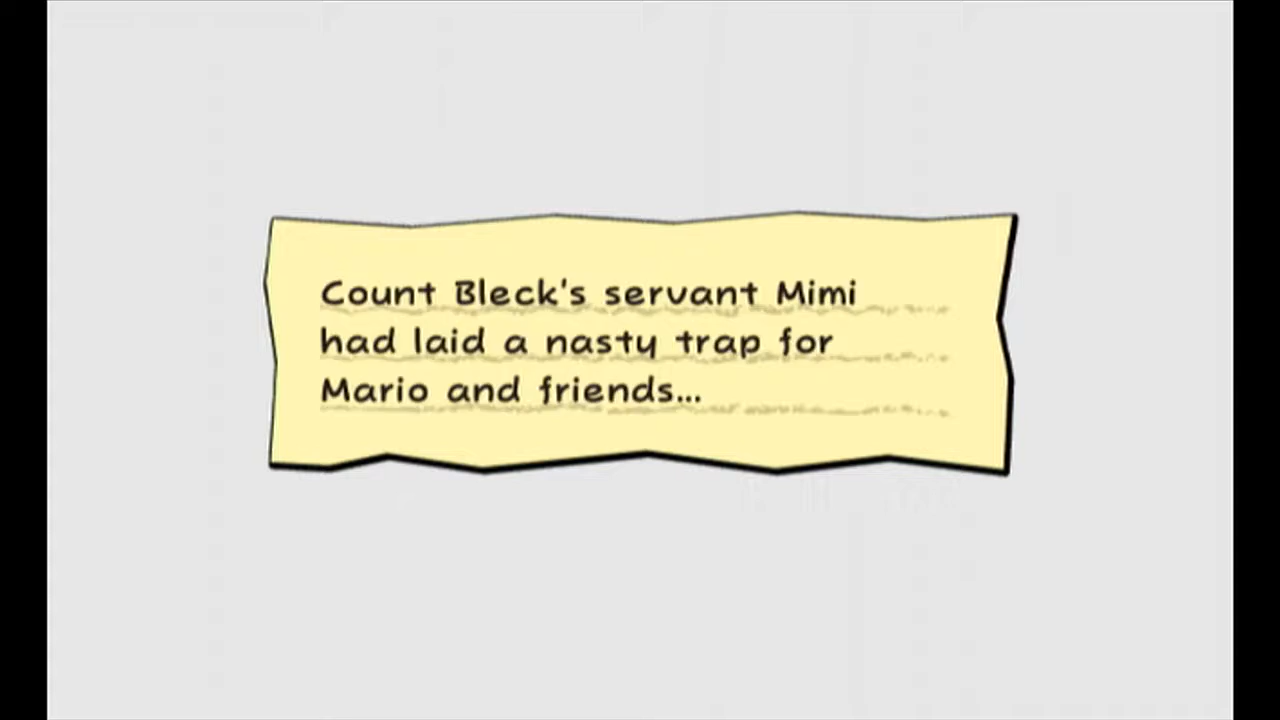 Count Bleck's servant Mimi
had laid a nasty trap for
Mario and friends...